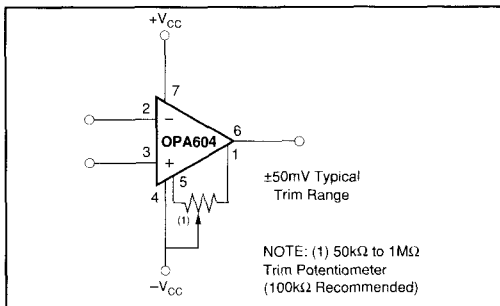 +VCC
7
2
−
OPA604
6
3
+
1
5
4
(1)
±50mV Typical
Trim Range
−VCC
NOTE: (1) 50kΩ to 1MΩ
Trim Potentiometer
(100kΩ Recommended)